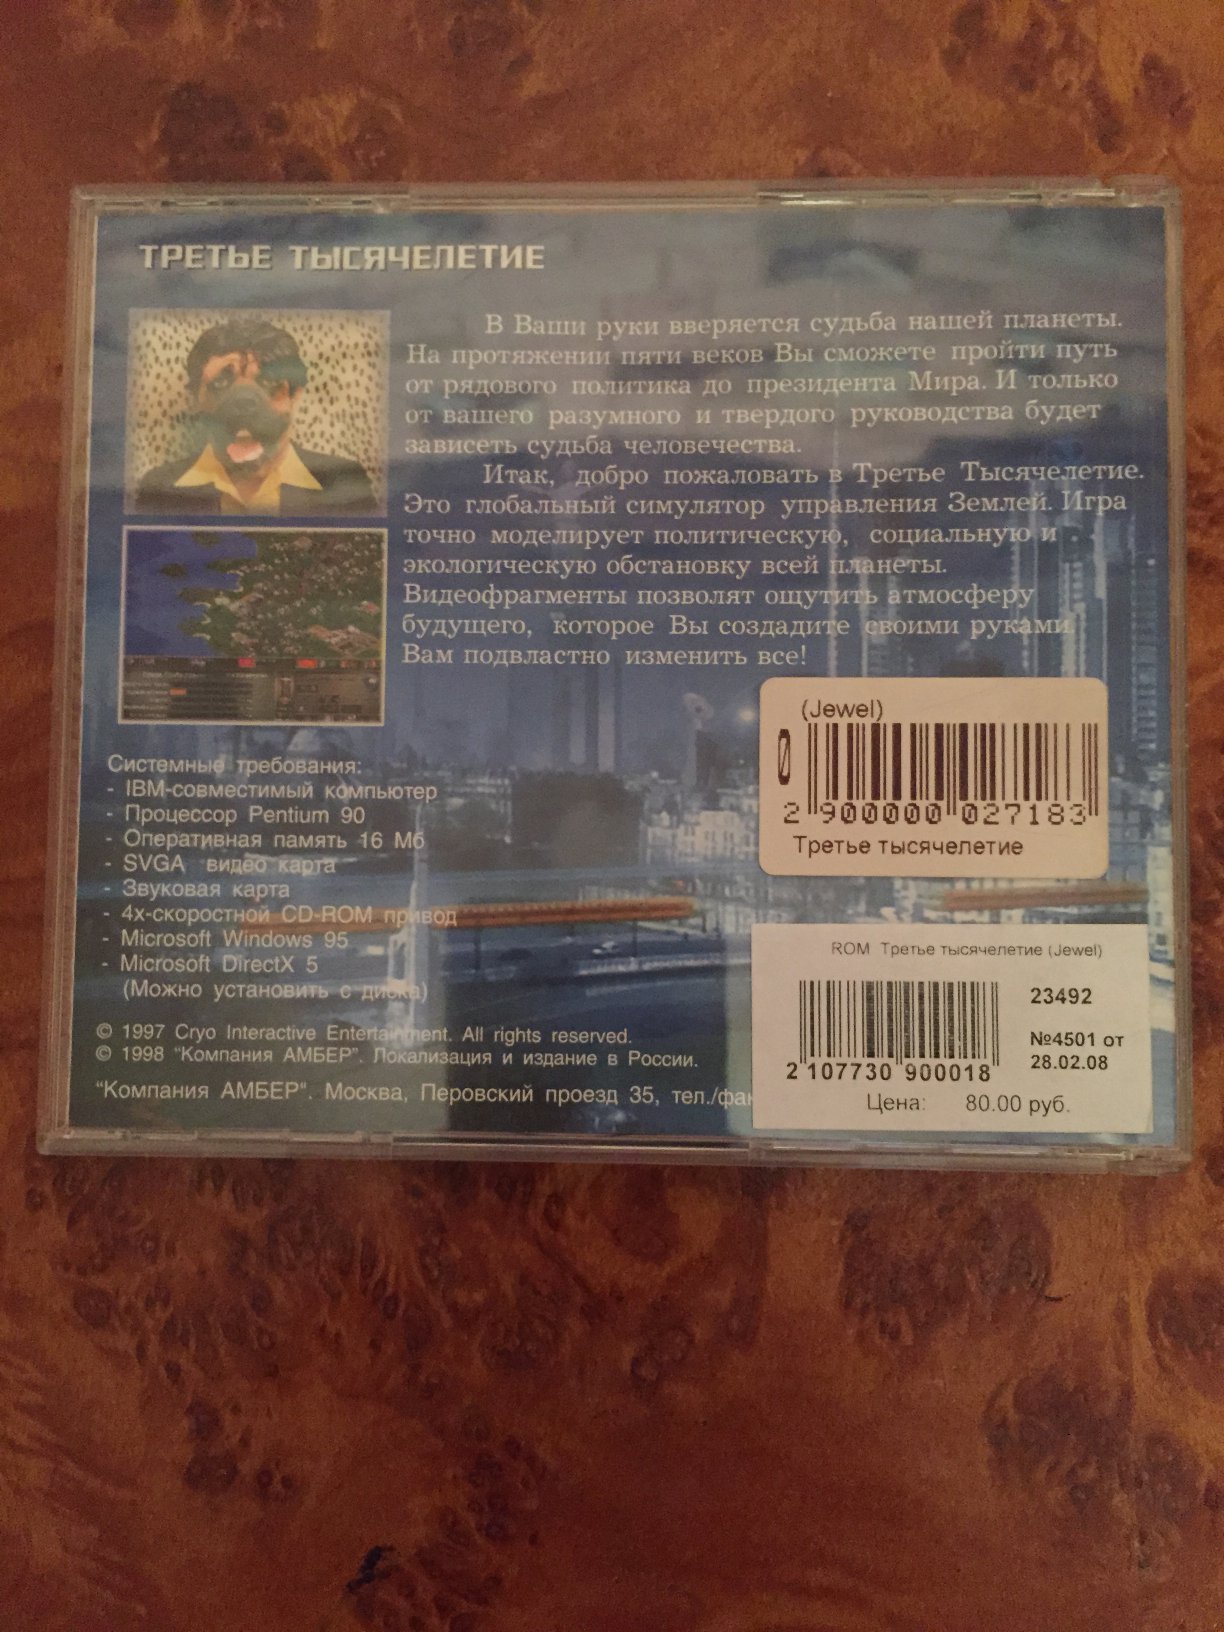 ТРЕТЬЕ ТЫСЯЧЕЛЕТИЕ
В Ваши руки вверяется судьба нашей планеты.
На протяжении пяти веков Вы сможете пройти путь
от рядового политика до президента Мира. И только
от вашего разумного и твердого руководства будет
зависеть судьба человечества.
Итак, добро пожаловать в Третье Тысячелетие.
Это глобальный симулятор управления Землей. Игра
точно моделирует политическую, социальную и
экологическую обстановку всей планеты.
Видеофрагменты позволят ощутить атмосферу
будущего, которое Вы создадите своими руками.
Вам подвластно изменить все!
Системные требования:
- IBM-совместимый компьютер
- Процессор Pentium 90
- Оперативная память 16 Мб
- SVGA видео карта
- Звуковая карта
- 4х-скоростной CD-ROM привод
- Microsoft Windows 95
- Microsoft DirectX 5
(Можно установить с диска)
© 1997 Cryo Interactive Entertainment. All rights reserved.
© 1998 "Компания АМБЕР". Локализация и издание в России.
"Компания АМБЕР". Москва, Перовский проезд 35, тел./фак
(Jewel)
0
2 900000 027183
Третье тысячелетие
ROM Третье тысячелетие (Jewel)
23492
№4501 от
28.02.08
2 107730 900018
Цена: 80.00 руб.